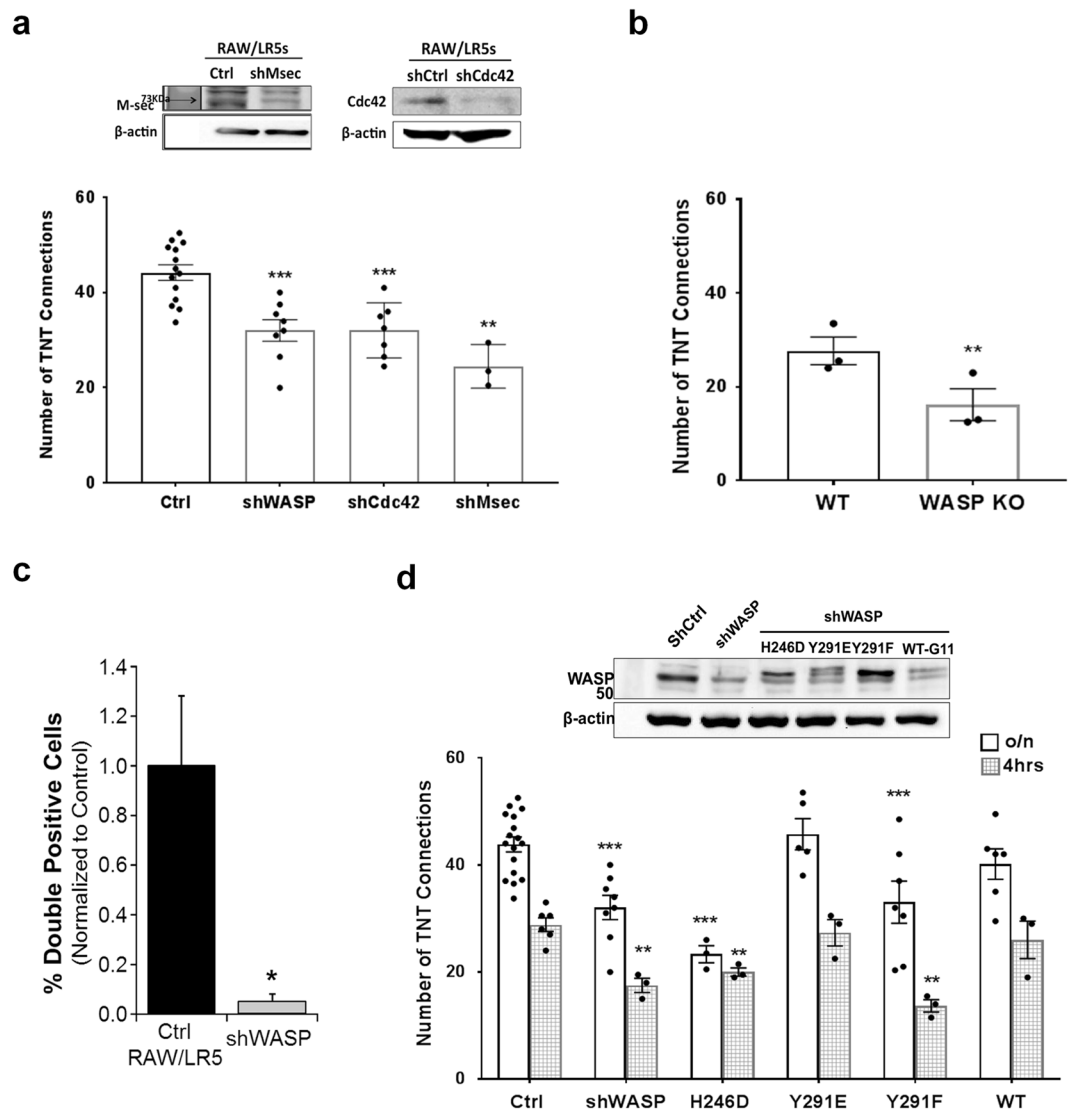 a
RAW/LR5s
Ctrl shMsec
73KDa
M-sec
β-actin
RAW/LR5s
shCtrl shCdc42
Cdc42
β-actin
Number of TNT Connections
60
40
20
0
***
***
**
Ctrl shWASP shCdc42 shMsec
b
Number of TNT Connections
60
40
20
0
**
WT WASP KO
c
% Double Positive Cells
(Normalized to Control)
1.4
1.2
1.0
0.8
0.6
0.4
0.2
0.0
*
Ctrl shWASP
RAW/LR5
d
ShCtrl shWASP shWASP
H246D Y291E Y291F WT-G11
WASP
50
β-actin
o/n
4hrs
Number of TNT Connections
60
40
20
0
***
**
***
**
***
**
Ctrl shWASP H246D Y291E Y291F WT